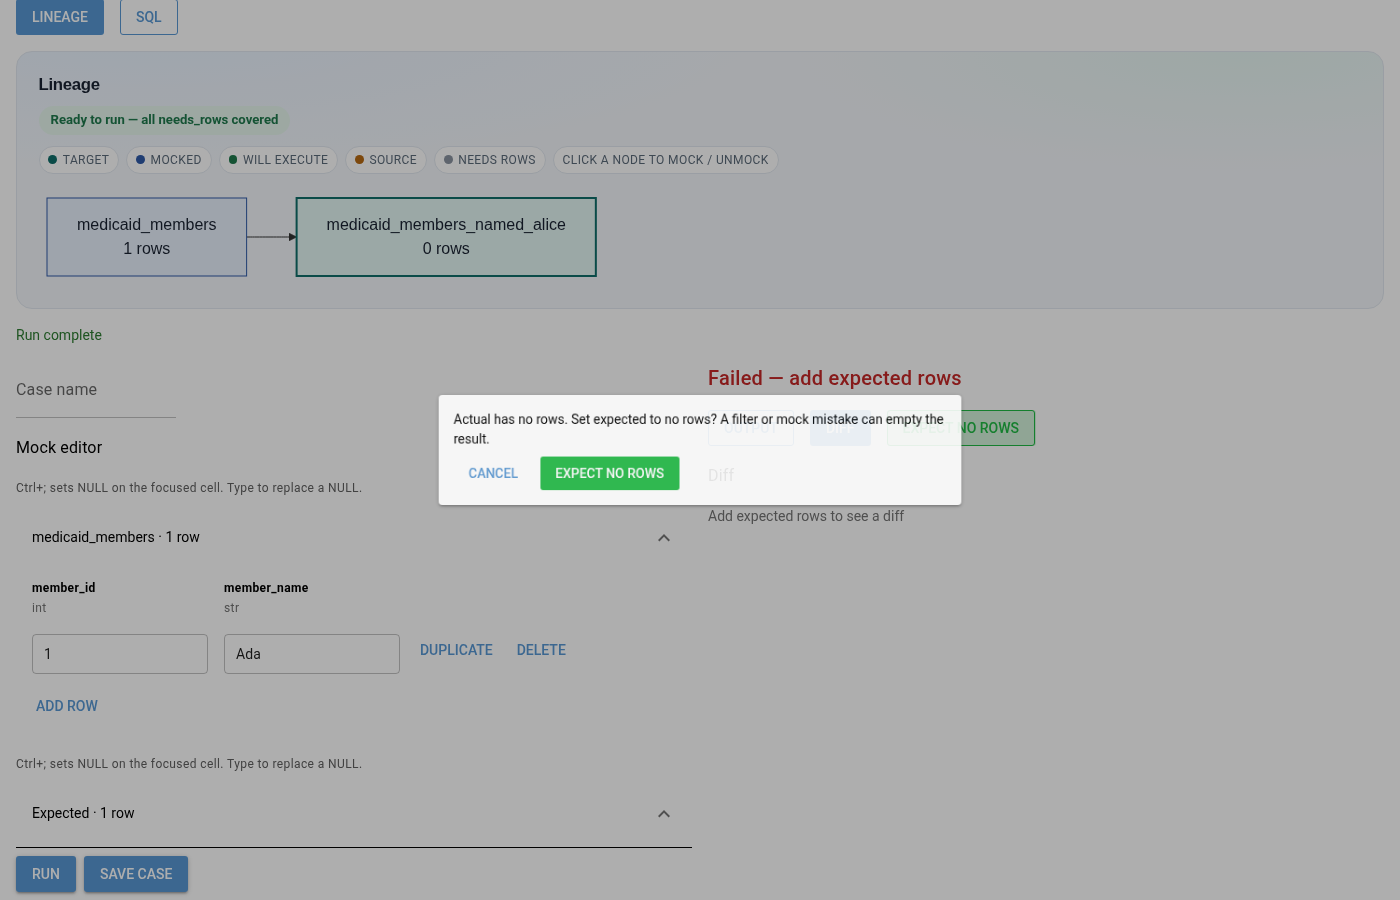 LINEAGE
SQL
Lineage
Ready to run — all needs_rows covered
TARGET
MOCKED
WILL EXECUTE
SOURCE
NEEDS ROWS
CLICK A NODE TO MOCK / UNMOCK
medicaid_members
1 rows
medicaid_members_named_alice
0 rows
Run complete
Case name
Failed — add expected rows
NO ROWS
Actual has no rows. Set expected to no rows? A filter or mock mistake can empty the
result.
CANCEL
EXPECT NO ROWS
Diff
Add expected rows to see a diff
Mock editor
Ctrl+; sets NULL on the focused cell. Type to replace a NULL.
medicaid_members · 1 row
member_id
int
member_name
str
1
Ada
DUPLICATE
DELETE
ADD ROW
Ctrl+; sets NULL on the focused cell. Type to replace a NULL.
Expected · 1 row
RUN
SAVE CASE